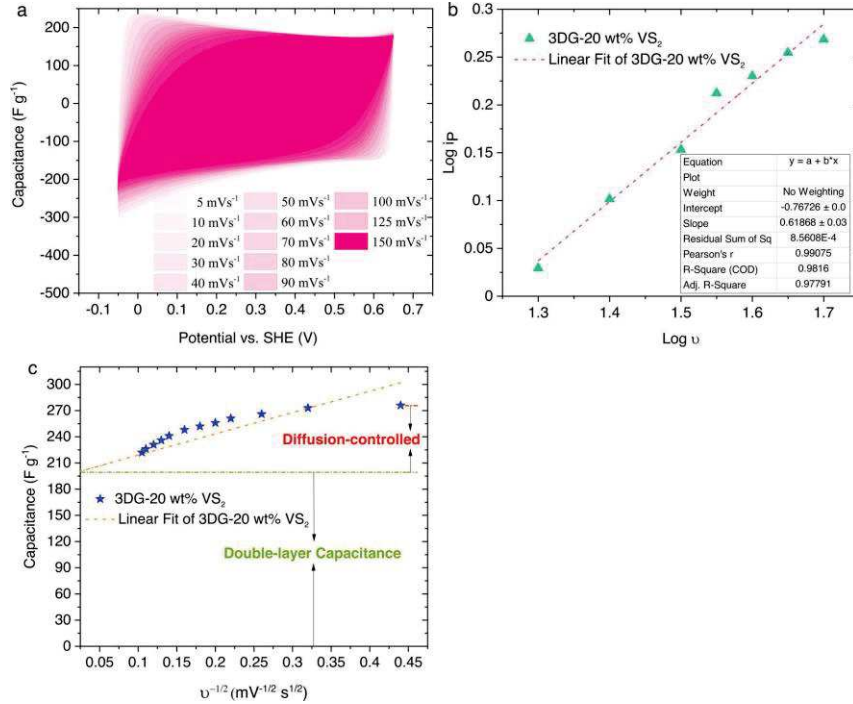 a
Capacitance (F g⁻¹)
250
200
100
0
-100
-200
-300
-400
-500
5 mVs⁻¹ 50 mVs⁻¹ 100 mVs⁻¹
10 mVs⁻¹ 60 mVs⁻¹ 125 mVs⁻¹
20 mVs⁻¹ 70 mVs⁻¹ 150 mVs⁻¹
30 mVs⁻¹ 80 mVs⁻¹
40 mVs⁻¹ 90 mVs⁻¹
-0.1 0.0 0.1 0.2 0.3 0.4 0.5 0.6 0.7
Potential vs. SHE (V)
b
Log iₚ
0.3
0.25
0.2
0.15
0.1
0.05
0
3DG-20 wt% VS₂
Linear Fit of 3DG-20 wt% VS₂
Equation y = a + b*x
Plot
Weight No Weighting
Intercept -0.76726 ± 0.0
Slope 0.61868 ± 0.03
Residual Sum of Sq 8.5608E-4
Pearson's r 0.99075
R-Square (COD) 0.9816
Adj. R-Square 0.97791
1.3 1.4 1.5 1.6 1.7
Log υ
c
Capacitance (F g⁻¹)
300
270
240
210
180
150
120
90
60
30
0
Diffusion-controlled
3DG-20 wt% VS₂
Linear Fit of 3DG-20 wt% VS₂
Double-layer Capacitance
0.05 0.1 0.15 0.2 0.25 0.3 0.35 0.4 0.45
υ⁻¹/² (mV⁻¹/² s¹/²)